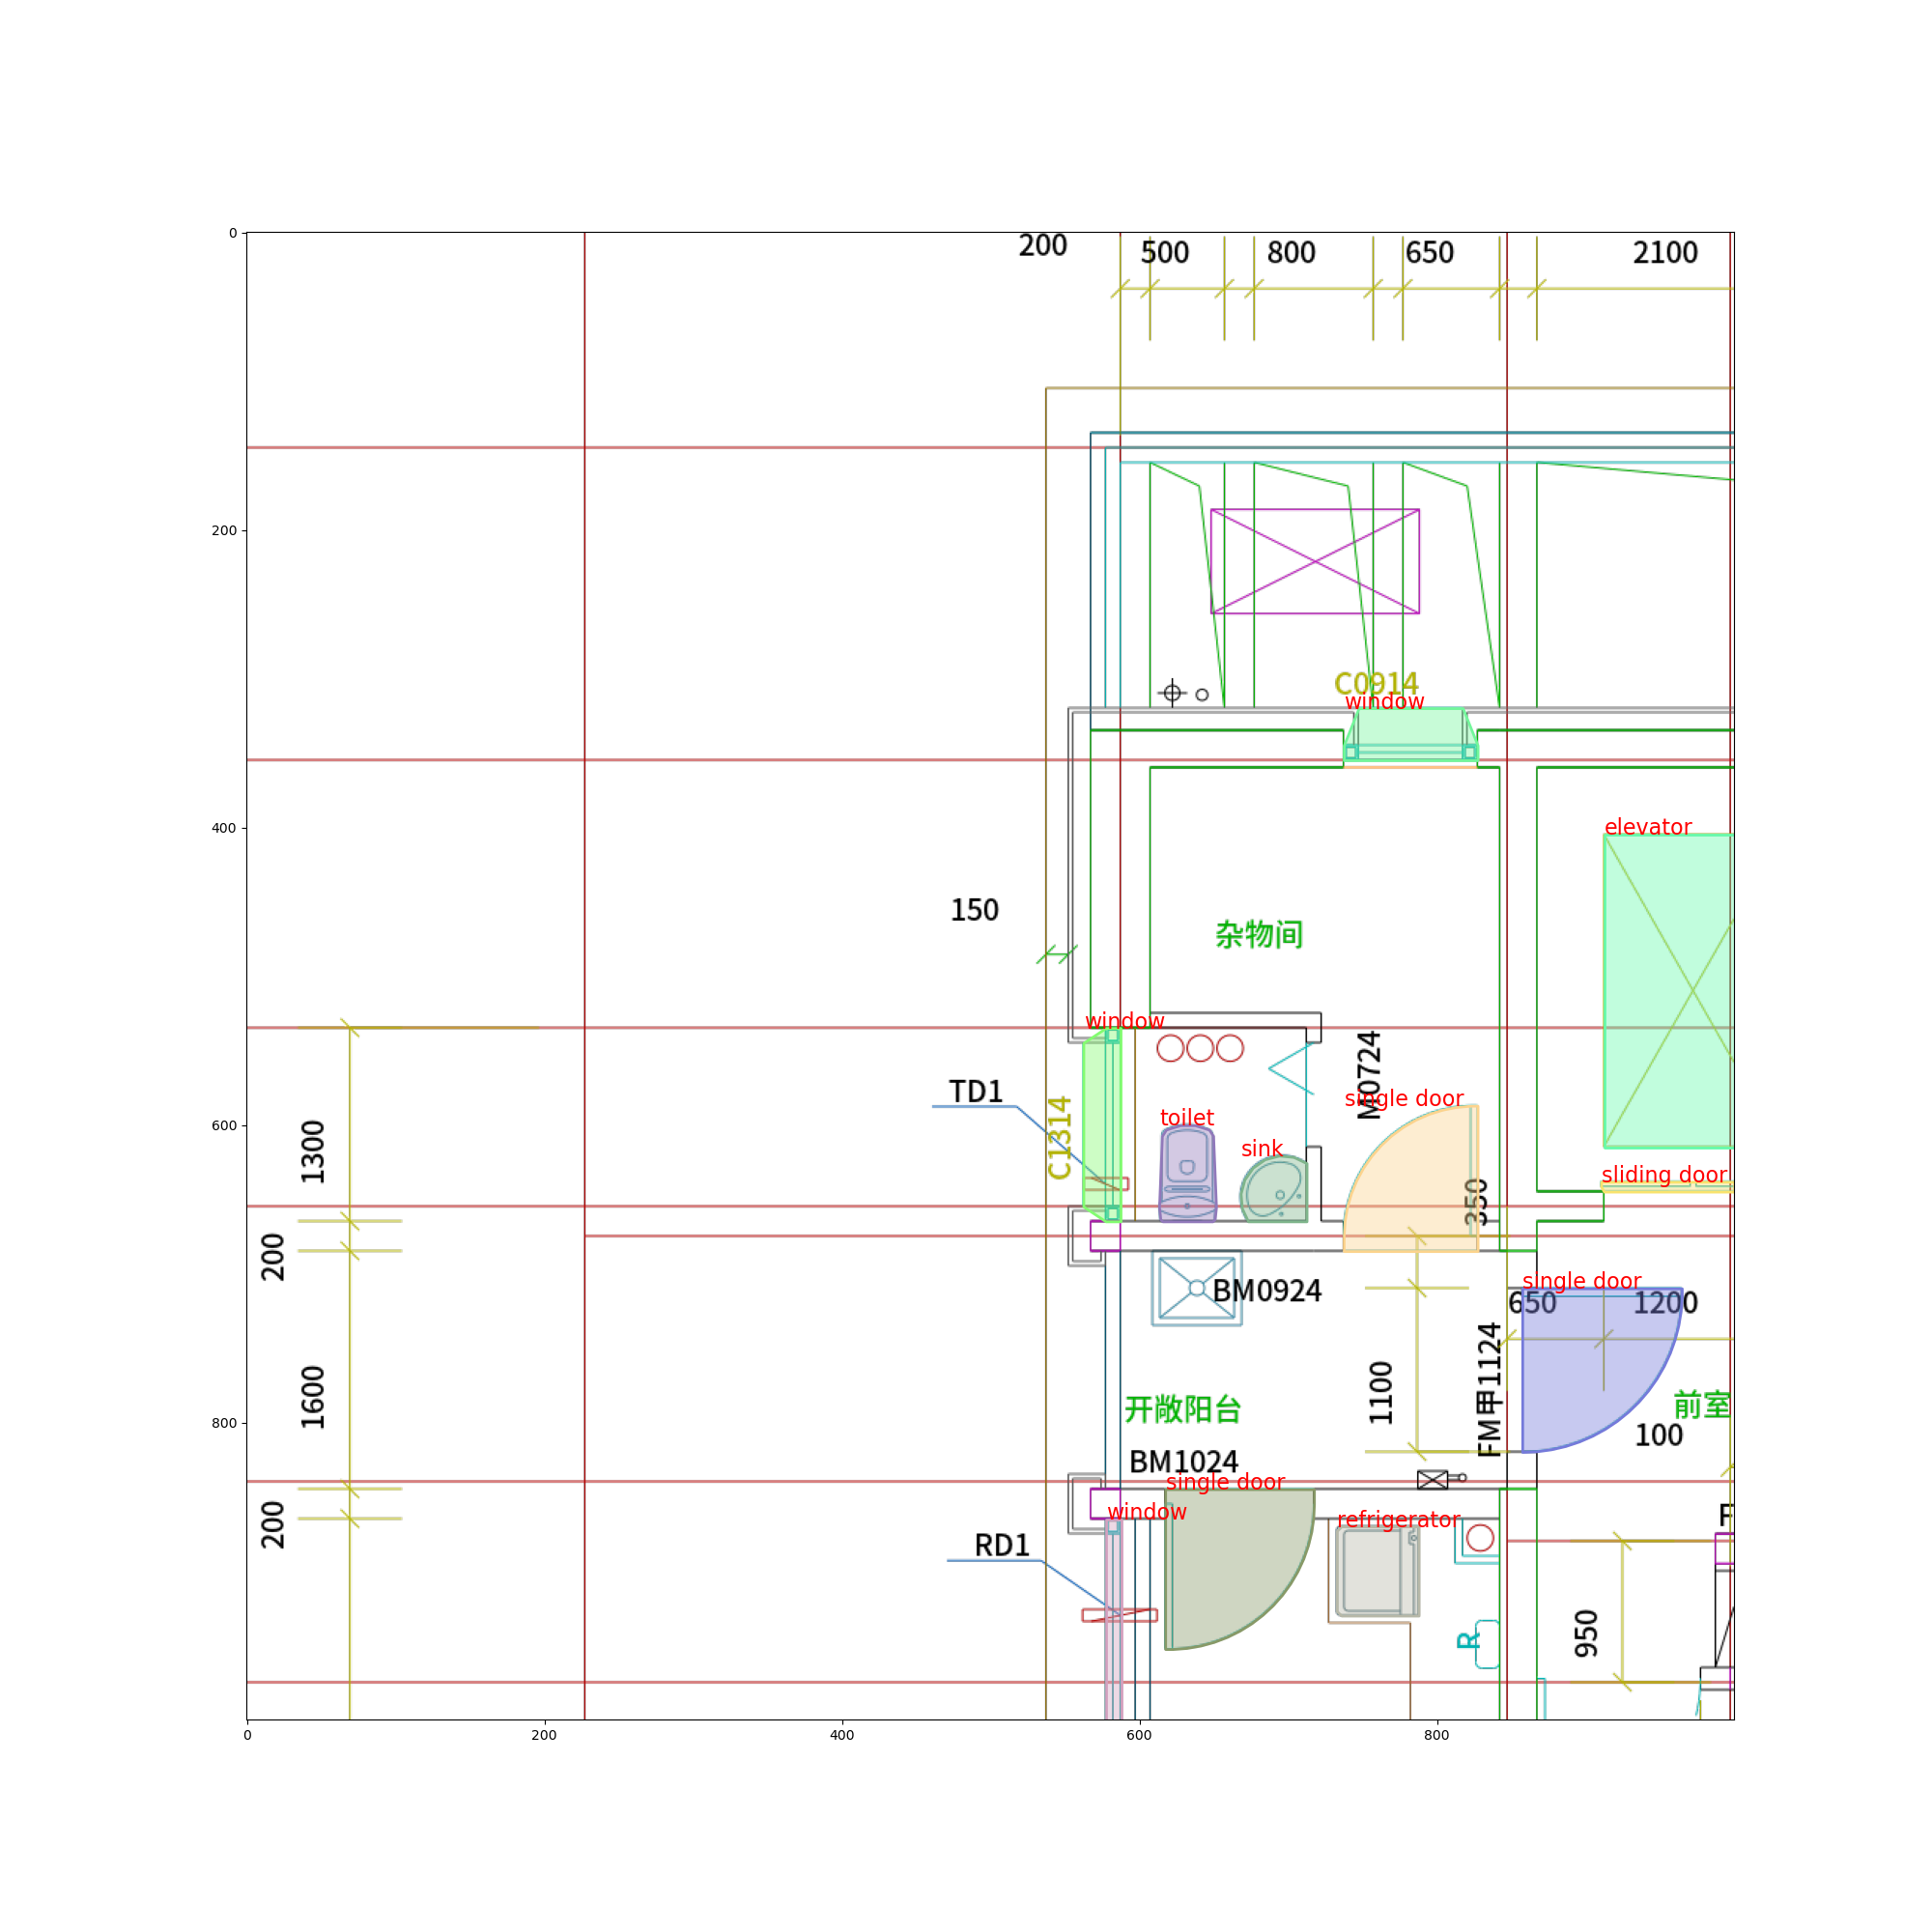 0
200
500
800
650
2100
200
C0914
window
400
elevator
150
杂物间
window
M0724
TD1
single door
C1314
toilet
600
1300
sink
sliding door
350
200
BM0924
single door
650
1200
FM甲1124
1600
1100
开敞阳台
前室
800
100
BM1024
single door
window
refrigerator
F
200
RD1
R
950
0
200
400
600
800